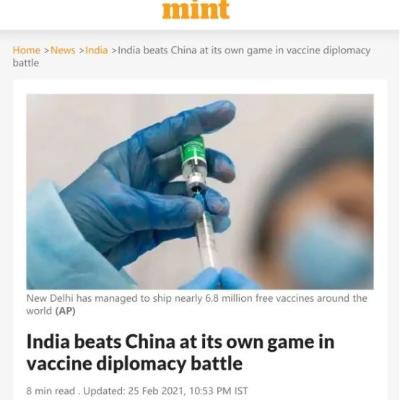 mint
Home >News >India >India beats China at its own game in vaccine diplomacy
battle
New Delhi has managed to ship nearly 6.8 million free vaccines around the
world (AP)
India beats China at its own game in
vaccine diplomacy battle
8 min read . Updated: 25 Feb 2021, 10:53 PM IST